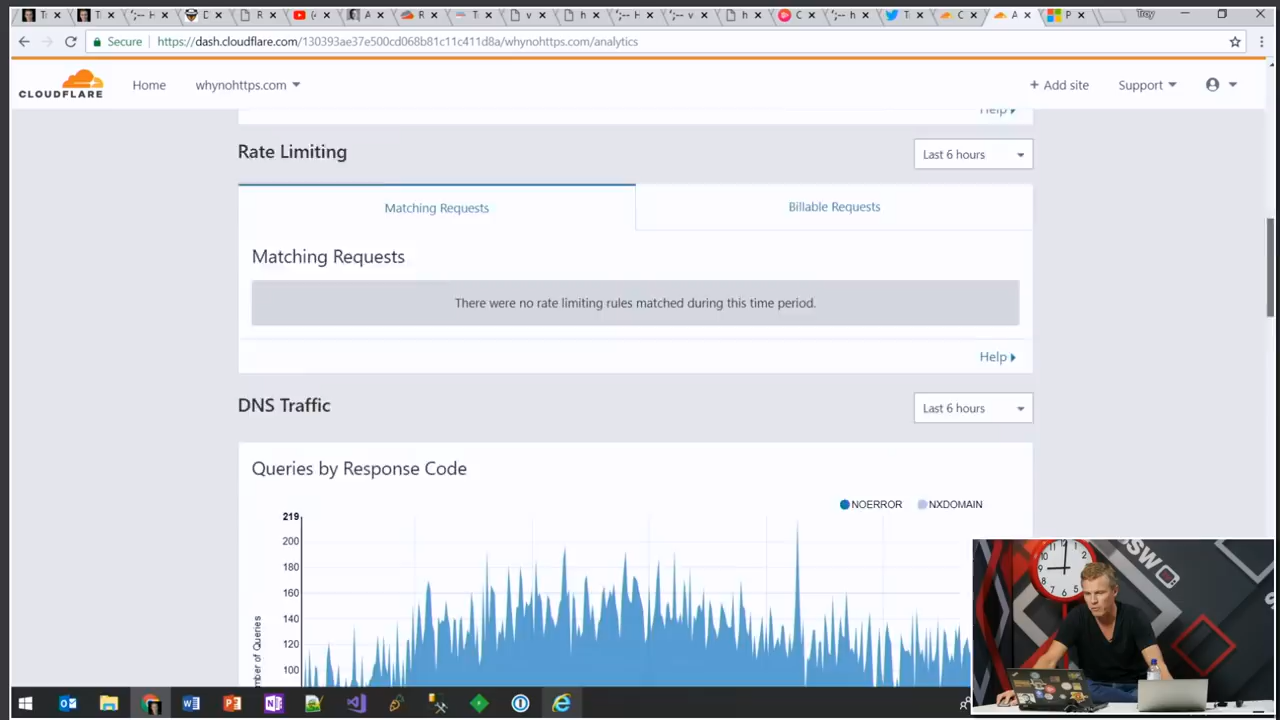 Troy
Secure
https://dash.cloudflare.com/130393ae37e500cd068b81c11c411d8a/whynohttps.com/analytics
CLOUDFLARE
Home
whynohttps.com
+ Add site
Support
Help
Rate Limiting
Last 6 hours
Matching Requests
Billable Requests
Matching Requests
There were no rate limiting rules matched during this time period.
Help
DNS Traffic
Last 6 hours
Queries by Response Code
NOERROR
NXDOMAIN
219
200
180
160
140
120
100
SSW